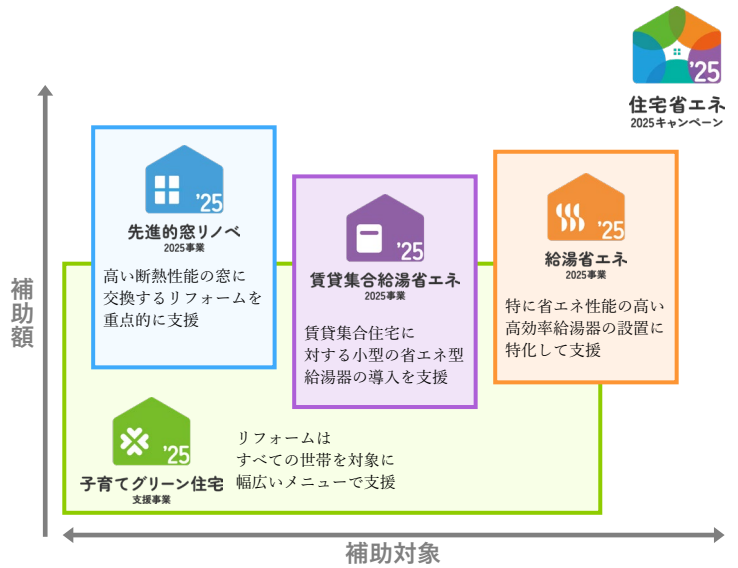 '25
住宅省エネ
2025キャンペーン
補助額
'25
先進的窓リノベ
2025事業
高い断熱性能の窓に
交換するリフォームを
重点的に支援
'25
賃貸集合給湯省エネ
2025事業
賃貸集合住宅に
対する小型の省エネ型
給湯器の導入を支援
'25
給湯省エネ
2025事業
特に省エネ性能の高い
高効率給湯器の設置に
特化して支援
'25
子育てグリーン住宅
支援事業
リフォームは
すべての世帯を対象に
幅広いメニューで支援
補助対象